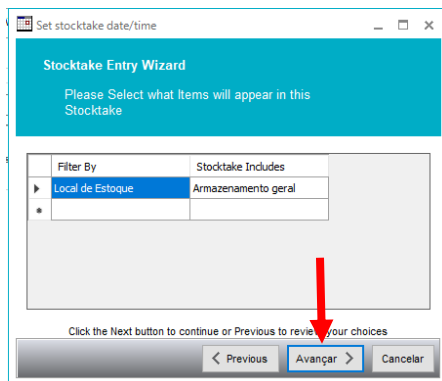 Set stocktake date/time
Stocktake Entry Wizard
Please Select what Items will appear in this
Stocktake
Filter By Stocktake Includes
Local de Estoque Armazenamento geral
Click the Next button to continue or Previous to review your choices
Previous Avançar Cancelar